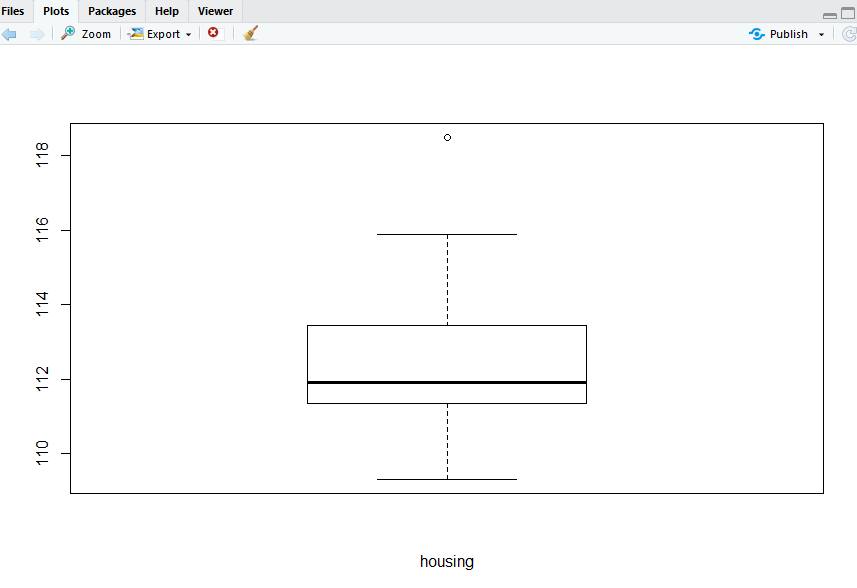 Files Plots Packages Help Viewer
Zoom Export Publish
118
116
114
112
110
housing